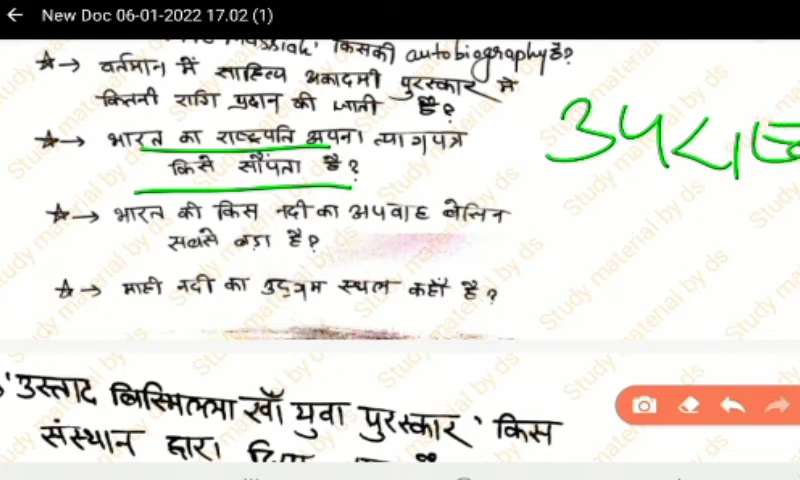 New Doc 06-01-2022 17.02 (1)
किसकी autobiography है?
☆→ वर्तमान में साहित्य अकादमी पुरस्कार में
कितनी राशि प्रदान की जाती है?
☆→ भारत का राष्ट्रपति अपना त्यागपत्र
किसे सौंपता है?
☆→ भारत की किस नदी का अपवाह बेसिन
सबसे बड़ा है?
☆→ माही नदी का उद्गम स्थल कहाँ है?
'उस्ताद बिस्मिल्ला खाँ युवा पुरस्कार' किस
संस्थान द्वारा
Study material by ds